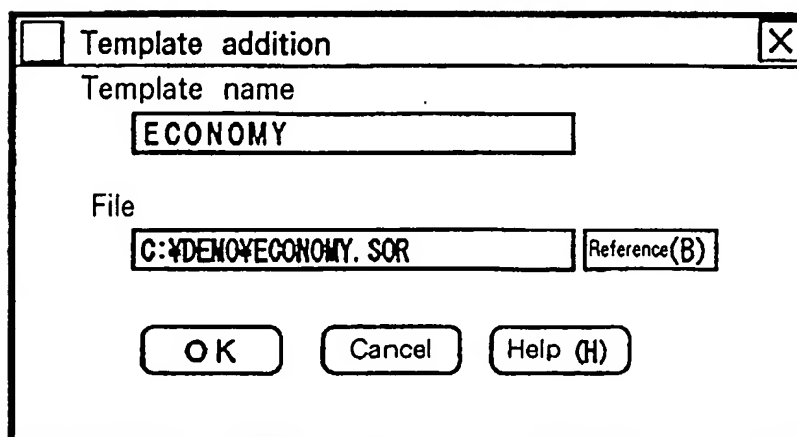 Template addition
Template name
ECONOMY
File
C:¥DEMO¥ECONOMY.SOR Reference(B)
OK Cancel Help (H)